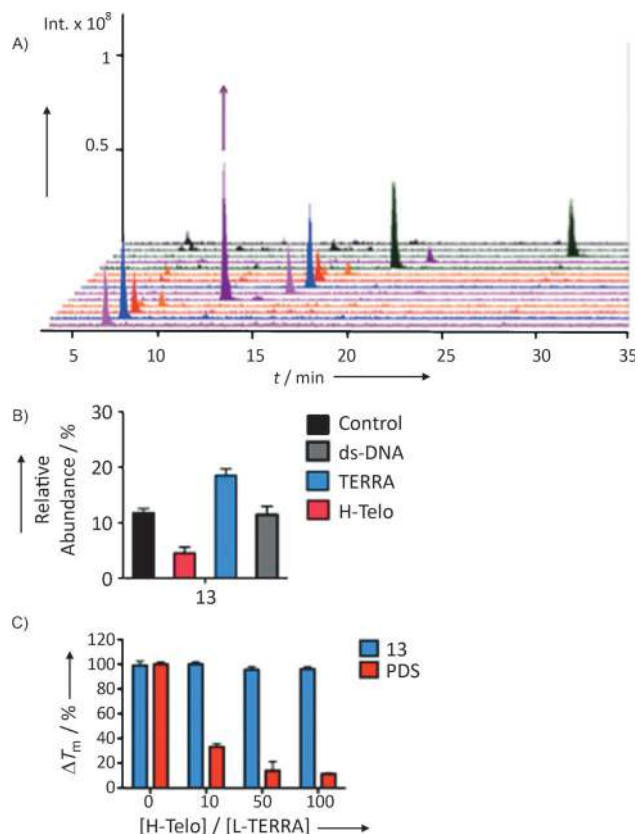 A)
Int. x 10⁸
1
0.5
5 10 15 20 25 30 35
t / min
B)
Relative Abundance / %
30
20
10
0
13
Control
ds-DNA
TERRA
H-Telo
C)
ΔTₘ / %
120
100
80
60
40
20
0
0 10 50 100
[H-Telo] / [L-TERRA]
13
PDS